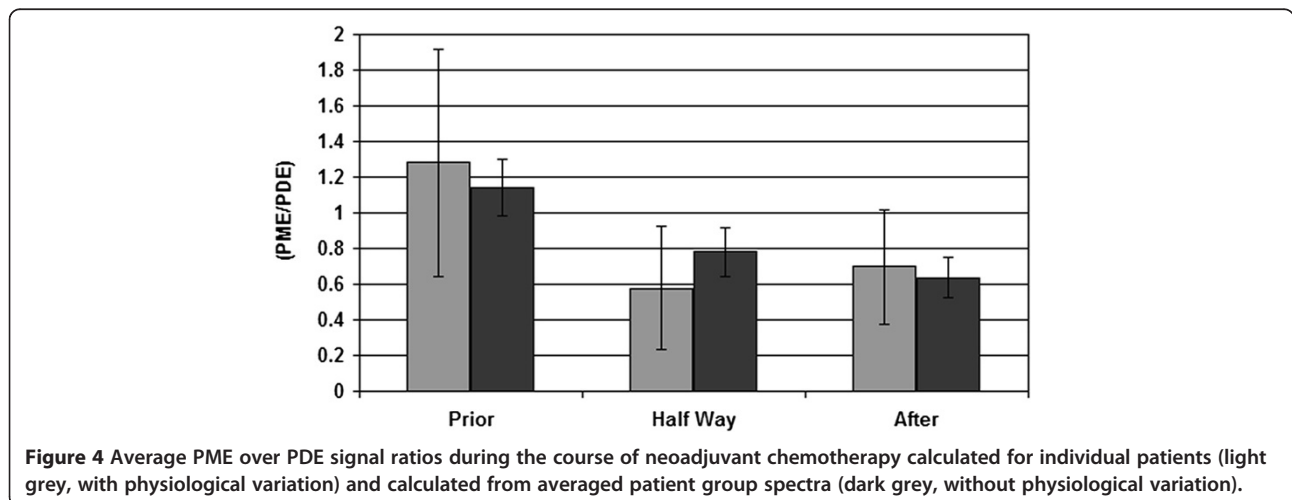 2
1.8
1.6
1.4
1.2
1
0.8
0.6
0.4
0.2
0
(PME/PDE)
Prior Half Way After
Figure 4 Average PME over PDE signal ratios during the course of neoadjuvant chemotherapy calculated for individual patients (light
grey, with physiological variation) and calculated from averaged patient group spectra (dark grey, without physiological variation).